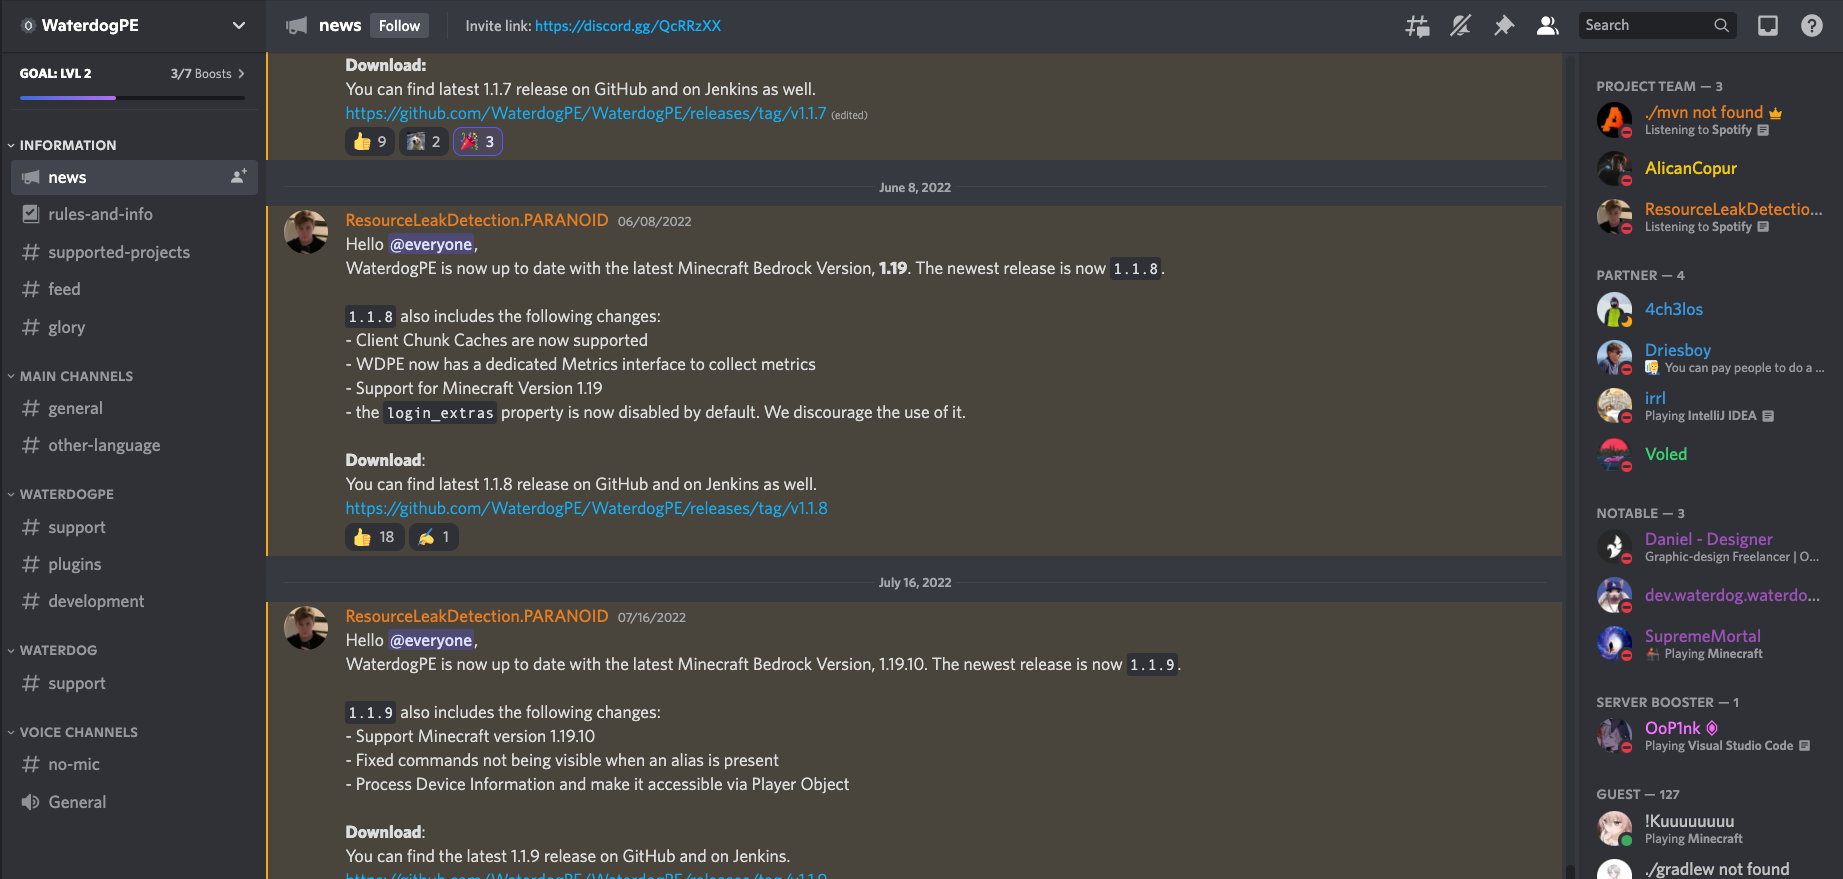 WaterdogPE
GOAL: LVL 2
3/7 Boosts
INFORMATION
news
rules-and-info
supported-projects
feed
glory
MAIN CHANNELS
general
other-language
WATERDOGPE
support
plugins
development
WATERDOG
support
VOICE CHANNELS
no-mic
General
news Follow Invite link: https://discord.gg/QcRRzXX
Search
Download:
You can find latest 1.1.7 release on GitHub and on Jenkins as well.
https://github.com/WaterdogPE/WaterdogPE/releases/tag/v1.1.7 (edited)
9 2 3
June 8, 2022
ResourceLeakDetection.PARANOID 06/08/2022
Hello @everyone,
WaterdogPE is now up to date with the latest Minecraft Bedrock Version, 1.19. The newest release is now 1.1.8.
1.1.8 also includes the following changes:
- Client Chunk Caches are now supported
- WDPE now has a dedicated Metrics interface to collect metrics
- Support for Minecraft Version 1.19
- the login_extras property is now disabled by default. We discourage the use of it.
Download:
You can find latest 1.1.8 release on GitHub and on Jenkins as well.
https://github.com/WaterdogPE/WaterdogPE/releases/tag/v1.1.8
18 1
July 16, 2022
ResourceLeakDetection.PARANOID 07/16/2022
Hello @everyone,
WaterdogPE is now up to date with the latest Minecraft Bedrock Version, 1.19.10. The newest release is now 1.1.9.
1.1.9 also includes the following changes:
- Support Minecraft version 1.19.10
- Fixed commands not being visible when an alias is present
- Process Device Information and make it accessible via Player Object
Download:
You can find the latest 1.1.9 release on GitHub and on Jenkins.
https://github.com/WaterdogPE/WaterdogPE/releases/tag/v1.1.9
PROJECT TEAM — 3
./mvn not found
Listening to Spotify
AlicanCopur
ResourceLeakDetectio...
Listening to Spotify
PARTNER — 4
4ch3los
Driesboy
You can pay people to do a ...
irrl
Playing IntelliJ IDEA
Voled
NOTABLE — 3
Daniel - Designer
Graphic-design Freelancer | O...
dev.waterdog.waterdo...
SupremeMortal
Playing Minecraft
SERVER BOOSTER — 1
OoP1nk
Playing Visual Studio Code
GUEST — 127
!Kuuuuuuu
Playing Minecraft
./gradlew not found